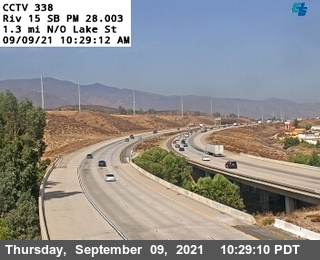 CCTV 338
Riv 15 SB PM 28.003
1.3 mi N/O Lake St
09/09/21 10:29:12 AM
Thursday, September 09, 2021 10:29:10 PDT